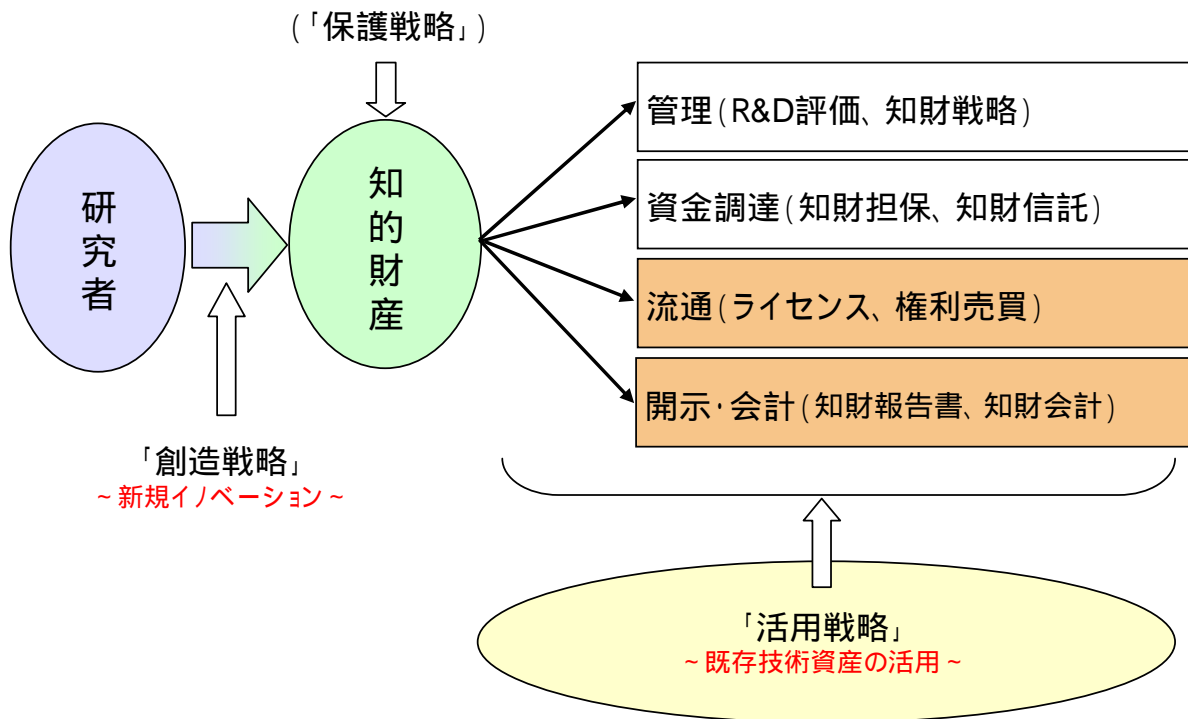 (「保護戦略」)
研究者
知的財産
管理(R&D評価、知財戦略)
資金調達(知財担保、知財信託)
流通(ライセンス、権利売買)
開示・会計(知財報告書、知財会計)
「創造戦略」
~新規イノベーション~
「活用戦略」
~既存技術資産の活用~